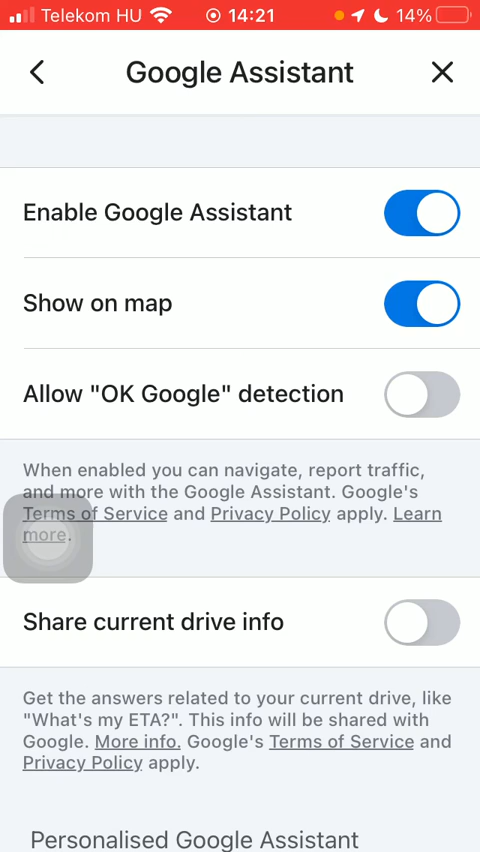 Telekom HU 14:21 14%
Google Assistant
Enable Google Assistant
Show on map
Allow "OK Google" detection
When enabled you can navigate, report traffic,
and more with the Google Assistant. Google's
Terms of Service and Privacy Policy apply. Learn
more.
Share current drive info
Get the answers related to your current drive, like
"What's my ETA?". This info will be shared with
Google. More info. Google's Terms of Service and
Privacy Policy apply.
Personalised Google Assistant